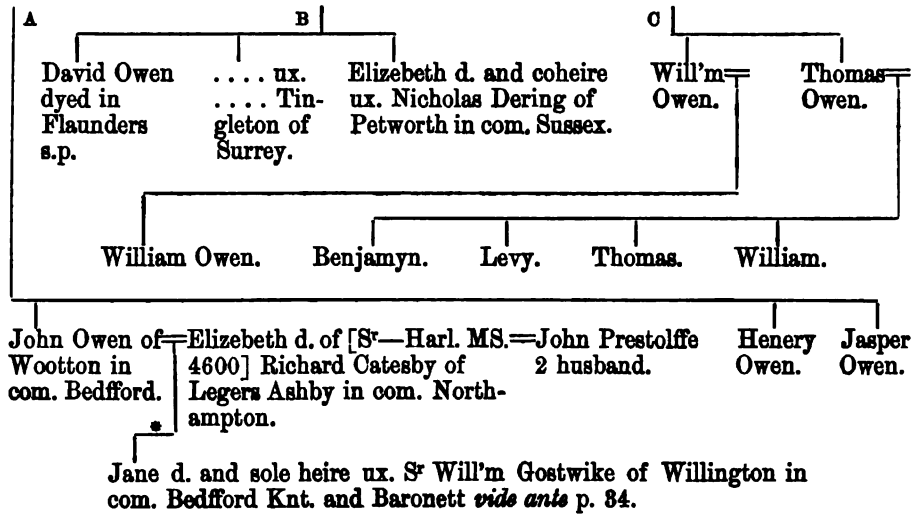 A B C
David Owen
dyed in
Flaunders
s.p.
. . . . ux.
. . . . Tin-
gleton of
Surrey.
Elizebeth d. and coheire
ux. Nicholas Dering of
Petworth in com. Sussex.
Will'm
Owen.
Thomas
Owen.
William Owen. Benjamyn. Levy. Thomas. William.
John Owen of
Wootton in
com. Bedfford.
Elizebeth d. of [Sr—Harl. MS.
4600] Richard Catesby of
Legers Ashby in com. North-
ampton.
John Prestolffe
2 husband.
Henery
Owen.
Jasper
Owen.
*
Jane d. and sole heire ux. Sr Will'm Gostwike of Willington in
com. Bedfford Knt. and Baronett vide ante p. 34.